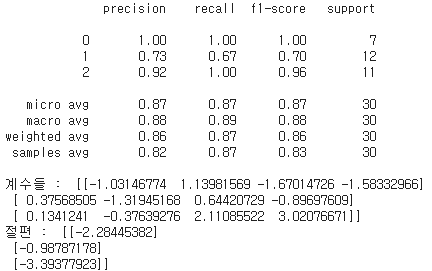 precision recall f1-score support
0 1.00 1.00 1.00 7
1 0.73 0.67 0.70 12
2 0.92 1.00 0.96 11
micro avg 0.87 0.87 0.87 30
macro avg 0.88 0.89 0.88 30
weighted avg 0.86 0.87 0.86 30
samples avg 0.82 0.87 0.83 30
계수들 : [[-1.03146774 1.13981569 -1.67014726 -1.58332966]
[ 0.37568505 -1.31945168 0.64420729 -0.89697609]
[ 0.1341241 -0.37639276 2.11085522 3.02076671]]
절편 : [[-2.28445382]
[-0.98787178]
[-3.39377923]]